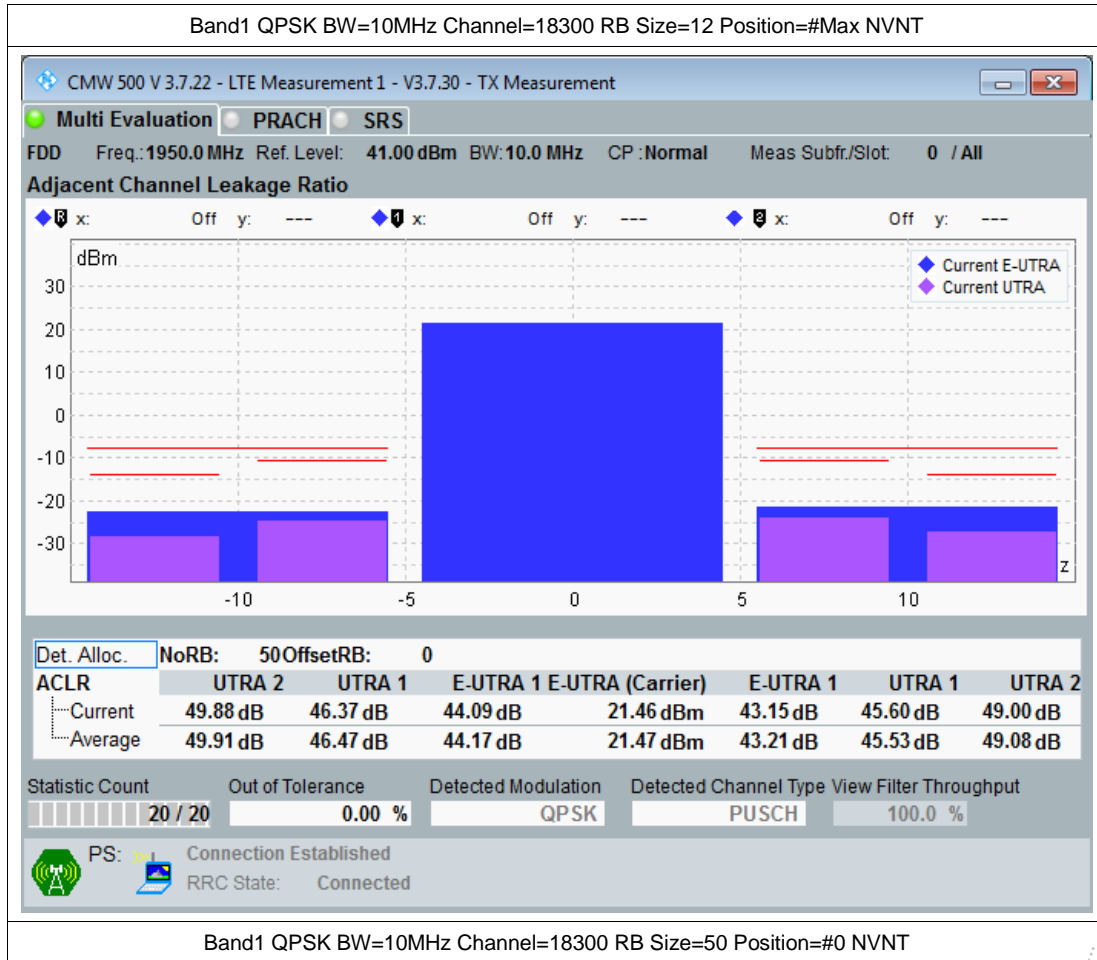 Band1 QPSK BW=10MHz Channel=18300 RB Size=12 Position=#Max NVNT
CMW 500 V 3.7.22 - LTE Measurement 1 - V3.7.30 - TX Measurement
Multi Evaluation PRACH SRS
FDD Freq.:1950.0 MHz Ref. Level: 41.00 dBm BW:10.0 MHz CP :Normal Meas Subfr./Slot: 0 / All
Adjacent Channel Leakage Ratio
R x: Off y: --- 1 x: Off y: --- 2 x: Off y: ---
dBm
Current E-UTRA
Current UTRA
30
20
10
0
-10
-20
-30
z
-10 -5 0 5 10
Det. Alloc. NoRB: 50 OffsetRB: 0
ACLR UTRA 2 UTRA 1 E-UTRA 1 E-UTRA (Carrier) E-UTRA 1 UTRA 1 UTRA 2
Current 49.88 dB 46.37 dB 44.09 dB 21.46 dBm 43.15 dB 45.60 dB 49.00 dB
Average 49.91 dB 46.47 dB 44.17 dB 21.47 dBm 43.21 dB 45.53 dB 49.08 dB
Statistic Count Out of Tolerance Detected Modulation Detected Channel Type View Filter Throughput
20 / 20 0.00 % QPSK PUSCH 100.0 %
PS: Connection Established
RRC State: Connected
Band1 QPSK BW=10MHz Channel=18300 RB Size=50 Position=#0 NVNT